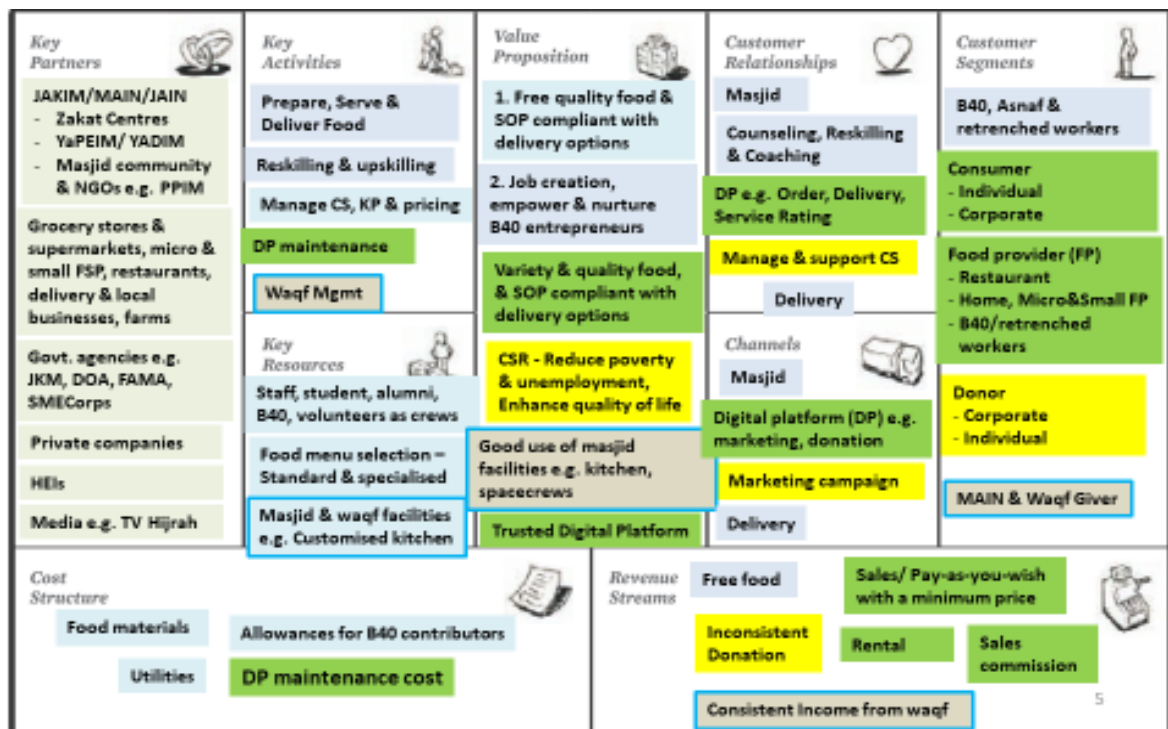 Key
Partners
JAKIM/MAIN/JAIN
- Zakat Centres
- YaPEIM/ YADIM
- Masjid community
& NGOs e.g. PPIM
Grocery stores &
supermarkets, micro &
small FSP, restaurants,
delivery & local
businesses, farms
Govt. agencies e.g.
JKM, DOA, FAMA,
SMECorps
Private companies
HEIs
Media e.g. TV Hijrah
Key
Activities
Prepare, Serve &
Deliver Food
Reskilling & upskilling
Manage CS, KP & pricing
DP maintenance
Waqf Mgmt
Key
Resources
Staff, student, alumni,
B40, volunteers as crews
Food menu selection –
Standard & specialised
Masjid & waqf facilities
e.g. Customised kitchen
Value
Proposition
1. Free quality food &
SOP compliant with
delivery options
2. Job creation,
empower & nurture
B40 entrepreneurs
Variety & quality food,
& SOP compliant with
delivery options
CSR - Reduce poverty
& unemployment,
Enhance quality of life
Good use of masjid
facilities e.g. kitchen,
spacecrews
Trusted Digital Platform
Customer
Relationships
Masjid
Counseling, Reskilling
& Coaching
DP e.g. Order, Delivery,
Service Rating
Manage & support CS
Delivery
Channels
Masjid
Digital platform (DP) e.g.
marketing, donation
Marketing campaign
Delivery
Customer
Segments
B40, Asnaf &
retrenched workers
Consumer
- Individual
- Corporate
Food provider (FP)
- Restaurant
- Home, Micro&Small FP
- B40/retrenched
workers
Donor
- Corporate
- Individual
MAIN & Waqf Giver
Cost
Structure
Food materials
Allowances for B40 contributors
Utilities
DP maintenance cost
Revenue
Streams
Free food
Sales/ Pay-as-you-wish
with a minimum price
Inconsistent
Donation
Rental
Sales
commission
Consistent Income from waqf
5